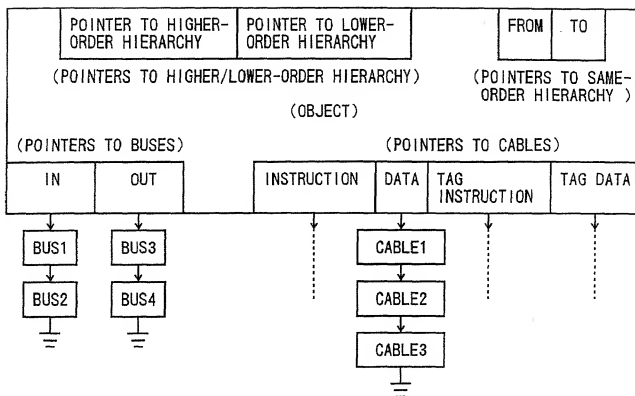 POINTER TO HIGHER-
ORDER HIERARCHY
POINTER TO LOWER-
ORDER HIERARCHY
FROM
TO
(POINTERS TO HIGHER/LOWER-ORDER HIERARCHY)
(POINTERS TO SAME-
ORDER HIERARCHY )
(OBJECT)
(POINTERS TO BUSES)
(POINTERS TO CABLES)
IN
OUT
INSTRUCTION
DATA
TAG
INSTRUCTION
TAG DATA
BUS1
BUS3
CABLE1
BUS2
BUS4
CABLE2
CABLE3